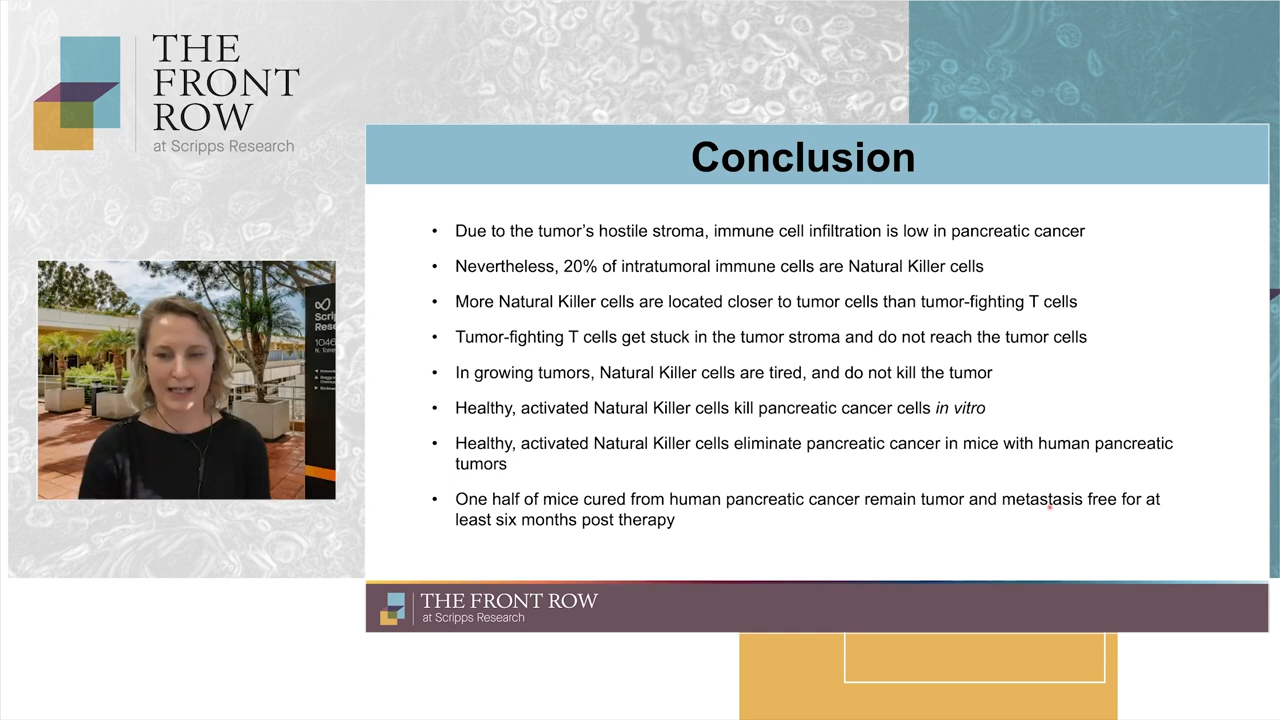 THE
FRONT
ROW
at Scripps Research
Conclusion
• Due to the tumor’s hostile stroma, immune cell infiltration is low in pancreatic cancer
• Nevertheless, 20% of intratumoral immune cells are Natural Killer cells
• More Natural Killer cells are located closer to tumor cells than tumor-fighting T cells
• Tumor-fighting T cells get stuck in the tumor stroma and do not reach the tumor cells
• In growing tumors, Natural Killer cells are tired, and do not kill the tumor
• Healthy, activated Natural Killer cells kill pancreatic cancer cells in vitro
• Healthy, activated Natural Killer cells eliminate pancreatic cancer in mice with human pancreatic
tumors
• One half of mice cured from human pancreatic cancer remain tumor and metastasis free for at
least six months post therapy
Scri
Rese
1046
THE FRONT ROW
at Scripps Research